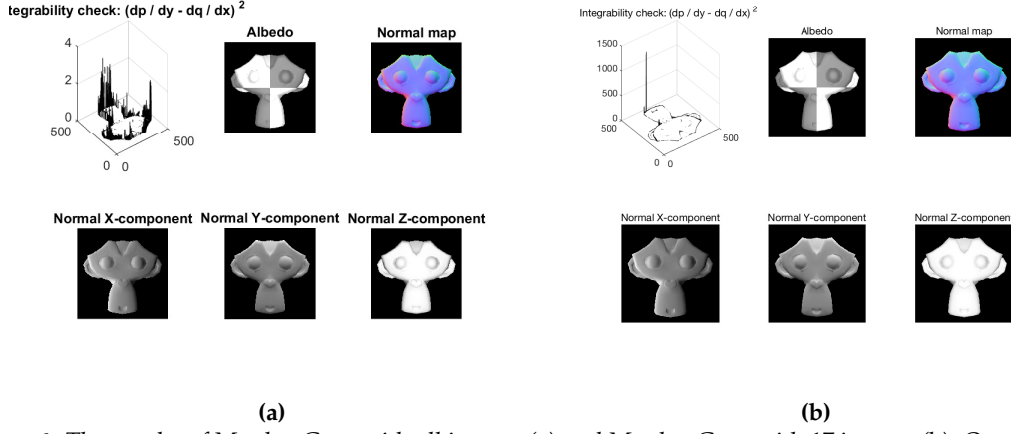 tegrability check: (dp / dy - dq / dx) 2
Albedo
Normal map
4
2
0
500
0 0
500
Normal X-component Normal Y-component Normal Z-component
(a)
Integrability check: (dp / dy - dq / dx) 2
Albedo
Normal map
1500
1000
500
0
500
0 0
500
Normal X-component
Normal Y-component
Normal Z-componen
(b)